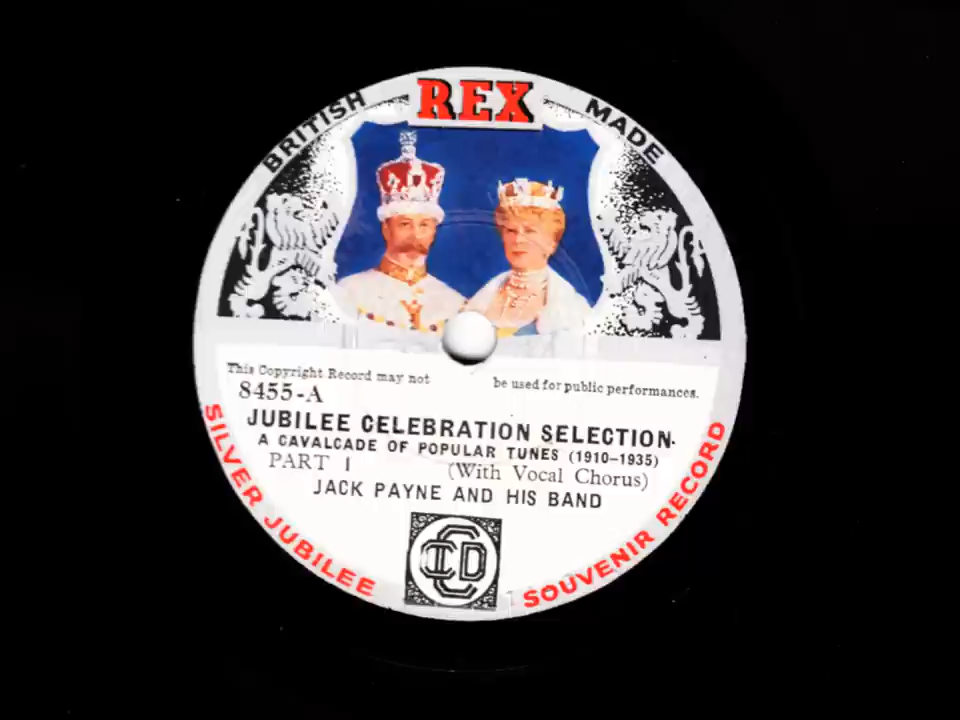 REX
BRITISH MADE
This Copyright Record may not be used for public performances.
8455-A
JUBILEE CELEBRATION SELECTION.
A CAVALCADE OF POPULAR TUNES (1910–1935)
PART 1 (With Vocal Chorus)
JACK PAYNE AND HIS BAND
SILVER JUBILEE SOUVENIR RECORD